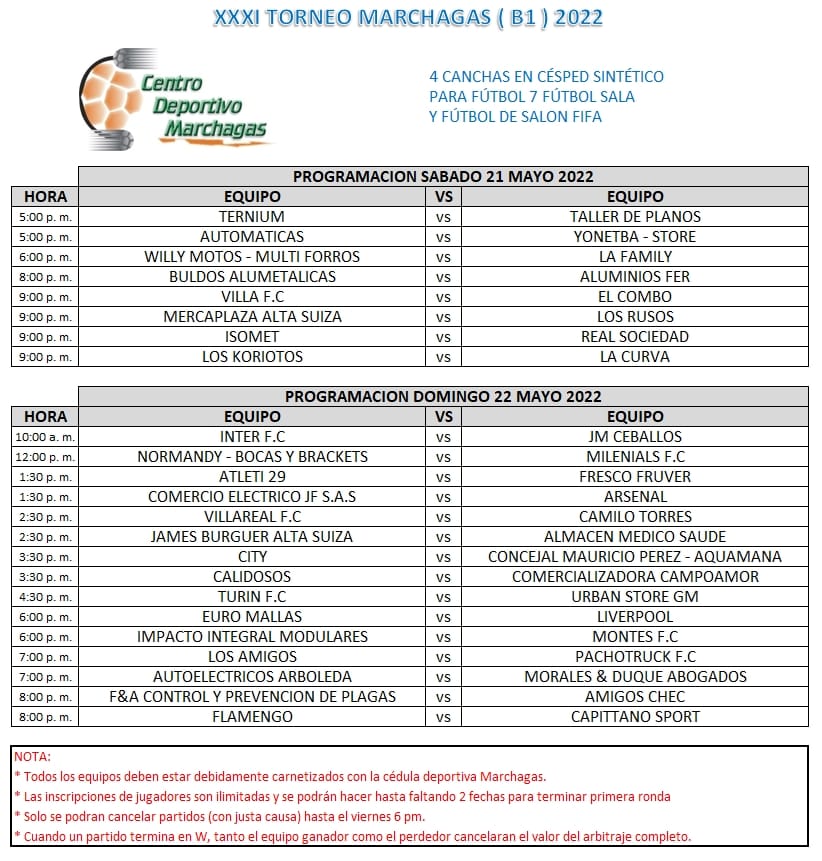 XXXI TORNEO MARCHAGAS ( B1 ) 2022
Centro
Deportivo
Marchagas
4 CANCHAS EN CÉSPED SINTÉTICO
PARA FÚTBOL 7 FÚTBOL SALA
Y FÚTBOL DE SALON FIFA
PROGRAMACION SABADO 21 MAYO 2022
HORA EQUIPO VS EQUIPO
5:00 p. m. TERNIUM vs TALLER DE PLANOS
5:00 p. m. AUTOMATICAS vs YONETBA - STORE
6:00 p. m. WILLY MOTOS - MULTI FORROS vs LA FAMILY
8:00 p. m. BULDOS ALUMETALICAS vs ALUMINIOS FER
9:00 p. m. VILLA F.C vs EL COMBO
9:00 p. m. MERCAPLAZA ALTA SUIZA vs LOS RUSOS
9:00 p. m. ISOMET vs REAL SOCIEDAD
9:00 p. m. LOS KORIOTOS vs LA CURVA
PROGRAMACION DOMINGO 22 MAYO 2022
HORA EQUIPO VS EQUIPO
10:00 a. m. INTER F.C vs JM CEBALLOS
12:00 p. m. NORMANDY - BOCAS Y BRACKETS vs MILENIALS F.C
1:30 p. m. ATLETI 29 vs FRESCO FRUVER
1:30 p. m. COMERCIO ELECTRICO JF S.A.S vs ARSENAL
2:30 p. m. VILLAREAL F.C vs CAMILO TORRES
2:30 p. m. JAMES BURGUER ALTA SUIZA vs ALMACEN MEDICO SAUDE
3:30 p. m. CITY vs CONCEJAL MAURICIO PEREZ - AQUAMANA
3:30 p. m. CALIDOSOS vs COMERCIALIZADORA CAMPOAMOR
4:30 p. m. TURIN F.C vs URBAN STORE GM
6:00 p. m. EURO MALLAS vs LIVERPOOL
6:00 p. m. IMPACTO INTEGRAL MODULARES vs MONTES F.C
7:00 p. m. LOS AMIGOS vs PACHOTRUCK F.C
7:00 p. m. AUTOELECTRICOS ARBOLEDA vs MORALES & DUQUE ABOGADOS
8:00 p. m. F&A CONTROL Y PREVENCION DE PLAGAS vs AMIGOS CHEC
8:00 p. m. FLAMENGO vs CAPITTANO SPORT
NOTA:
* Todos los equipos deben estar debidamente carnetizados con la cédula deportiva Marchagas.
* Las inscripciones de jugadores son ilimitadas y se podrán hacer hasta faltando 2 fechas para terminar primera ronda
* Solo se podran cancelar partidos (con justa causa) hasta el viernes 6 pm.
* Cuando un partido termina en W, tanto el equipo ganador como el perdedor cancelaran el valor del arbitraje completo.